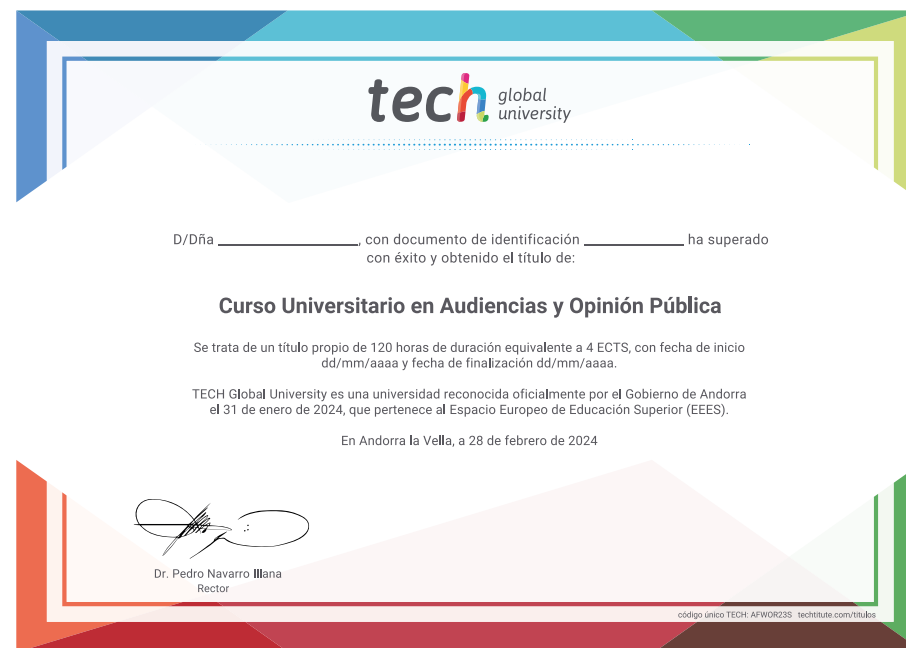 tech global
university
D/Dña ____________________, con documento de identificación ______________ ha superado
con éxito y obtenido el título de:
Curso Universitario en Audiencias y Opinión Pública
Se trata de un título propio de 120 horas de duración equivalente a 4 ECTS, con fecha de inicio
dd/mm/aaaa y fecha de finalización dd/mm/aaaa.
TECH Global University es una universidad reconocida oficialmente por el Gobierno de Andorra
el 31 de enero de 2024, que pertenece al Espacio Europeo de Educación Superior (EEES).
En Andorra la Vella, a 28 de febrero de 2024
Dr. Pedro Navarro Illana
Rector
código único TECH: AFWOR23S techtitute.com/titulos